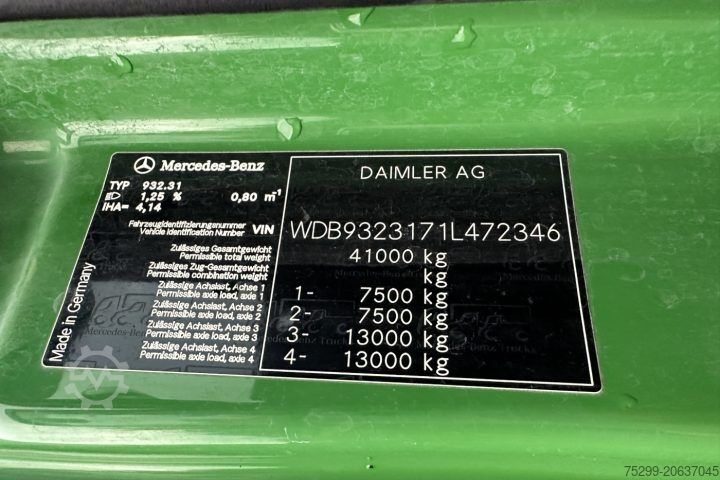 Mercedes-Benz
TYP 932.31
1,25 % 0,80 m⁻¹
IHA= 4,14
Fahrzeugidentifizierungsnummer
Vehicle Identification Number VIN
Zulässiges Gesamtgewicht
Permissible total weight
Zulässiges Zug-Gesamtgewicht
Permissible combination weight
Zulässige Achslast, Achse 1
Permissible axle load, axle 1
Zulässige Achslast, Achse 2
Permissible axle load, axle 2
Zulässige Achslast, Achse 3
Permissible axle load, axle 3
Zulässige Achslast, Achse 4
Permissible axle load, axle 4
Made in Germany
DAIMLER AG
WDB9323171L472346
41000 kg
kg
1- 7500 kg
2- 7500 kg
3- 13000 kg
4- 13000 kg
75299-20637045